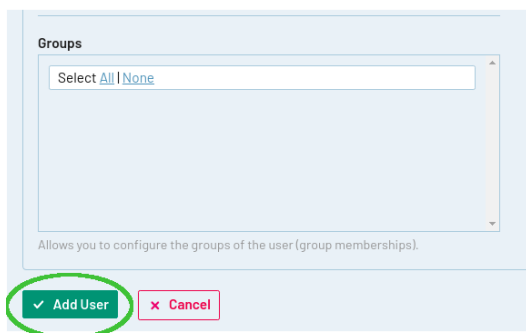 Groups
Select All | None
Allows you to configure the groups of the user (group memberships).
Add User
Cancel